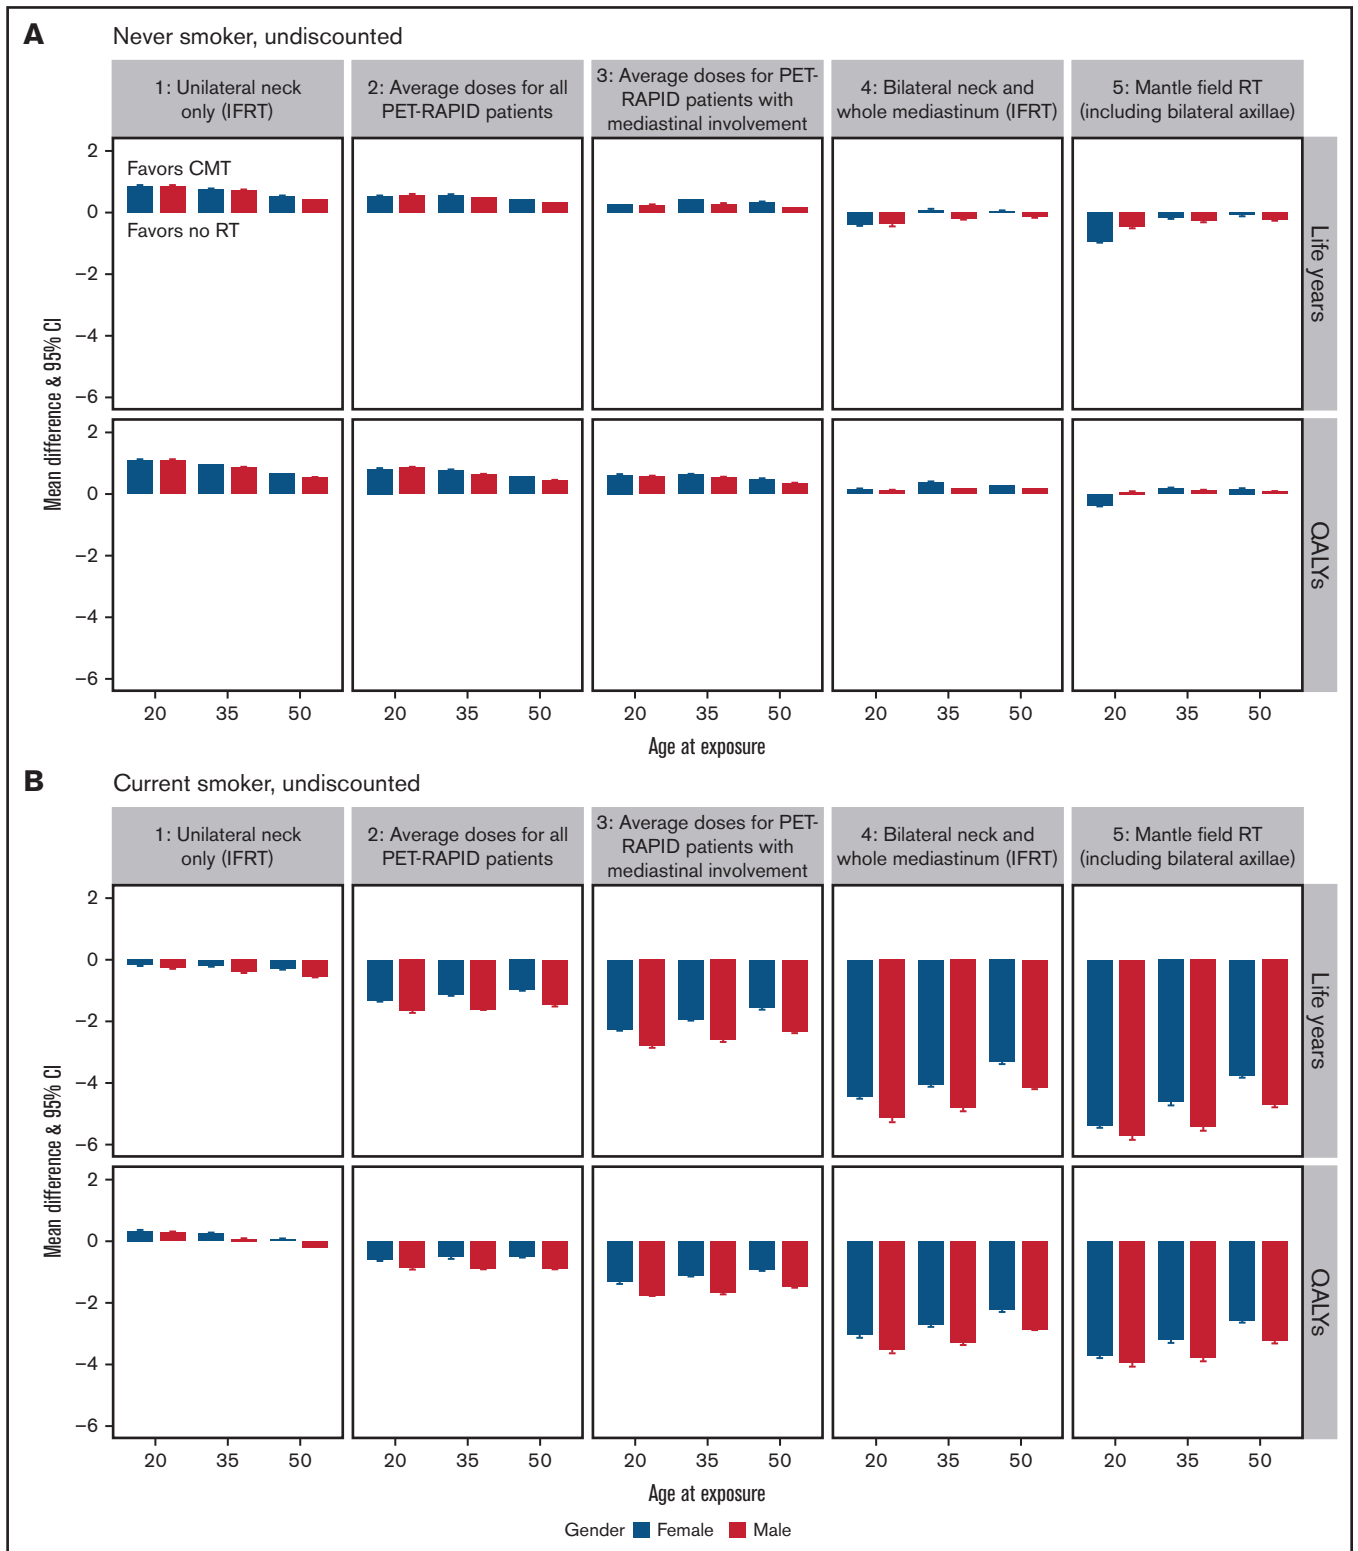 A
Never smoker, undiscounted
1: Unilateral neck
only (IFRT)
2: Average doses for all
PET-RAPID patients
3: Average doses for PET-
RAPID patients with
mediastinal involvement
4: Bilateral neck and
whole mediastinum (IFRT)
5: Mantle field RT
(including bilateral axillae)
2
0
−2
−4
−6
Favors CMT
Favors no RT
Life years
2
0
−2
−4
−6
QALYs
Mean difference & 95% CI
20 35 50 20 35 50 20 35 50 20 35 50 20 35 50
Age at exposure
B
Current smoker, undiscounted
1: Unilateral neck
only (IFRT)
2: Average doses for all
PET-RAPID patients
3: Average doses for PET-
RAPID patients with
mediastinal involvement
4: Bilateral neck and
whole mediastinum (IFRT)
5: Mantle field RT
(including bilateral axillae)
2
0
−2
−4
−6
Life years
2
0
−2
−4
−6
QALYs
Mean difference & 95% CI
20 35 50 20 35 50 20 35 50 20 35 50 20 35 50
Age at exposure
Gender Female Male